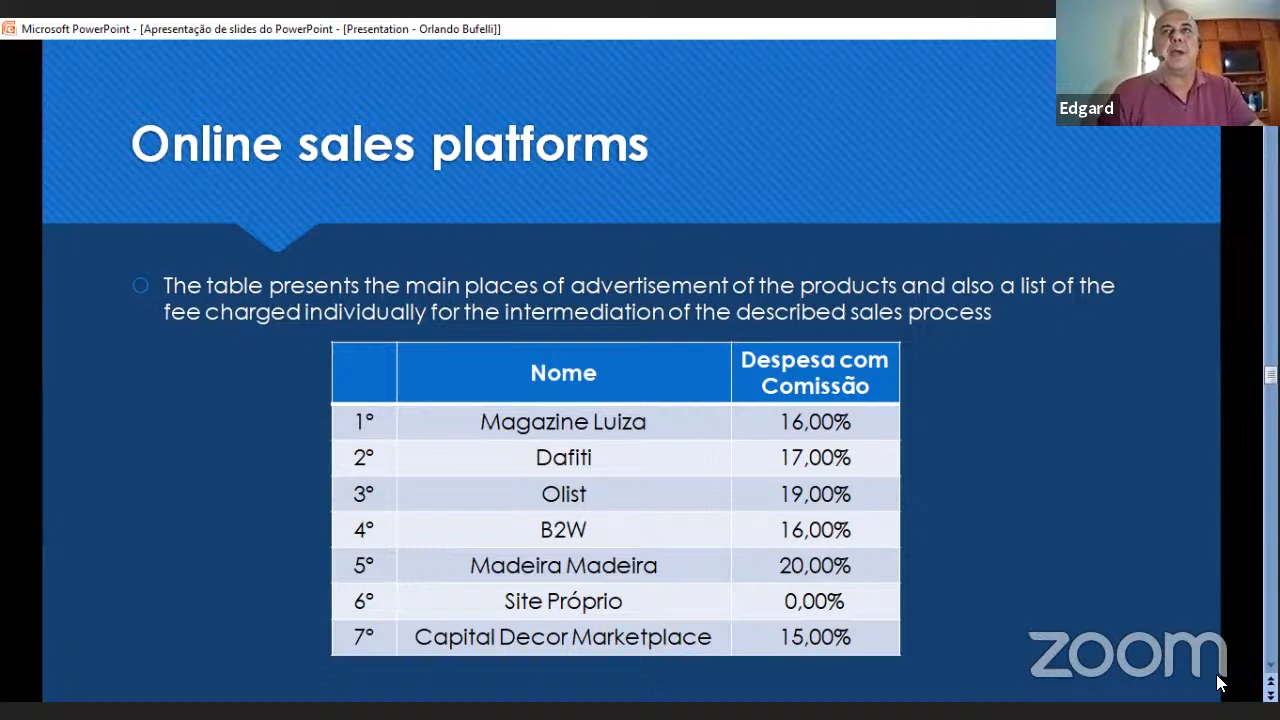 Microsoft PowerPoint - [Apresentação de slides do PowerPoint - [Presentation - Orlando Bufelli]]
Edgard
Online sales platforms
The table presents the main places of advertisement of the products and also a list of the
fee charged individually for the intermediation of the described sales process
Nome Despesa com
Comissão
1° Magazine Luiza 16,00%
2° Dafiti 17,00%
3° Olist 19,00%
4° B2W 16,00%
5° Madeira Madeira 20,00%
6° Site Próprio 0,00%
7° Capital Decor Marketplace 15,00%
zoom